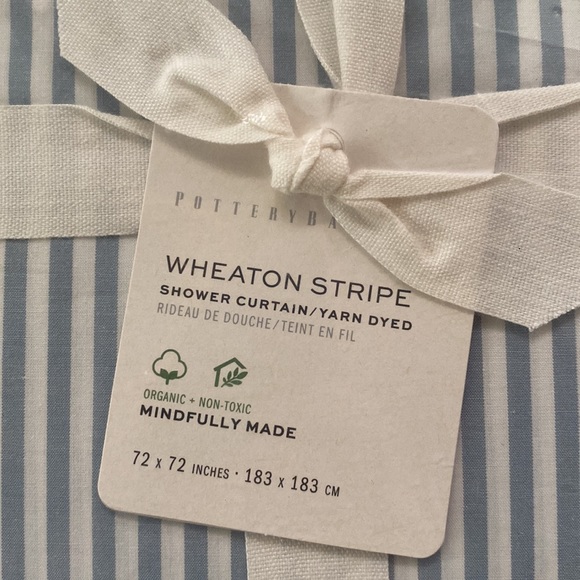 WHEATON STRIPE
SHOWER CURTAIN/YARN DYED
RIDEAU DE DOUCHE/TEINT EN FIL
ORGANIC + NON-TOXIC
MINDFULLY MADE
72 x 72 INCHES · 183 x 183 CM